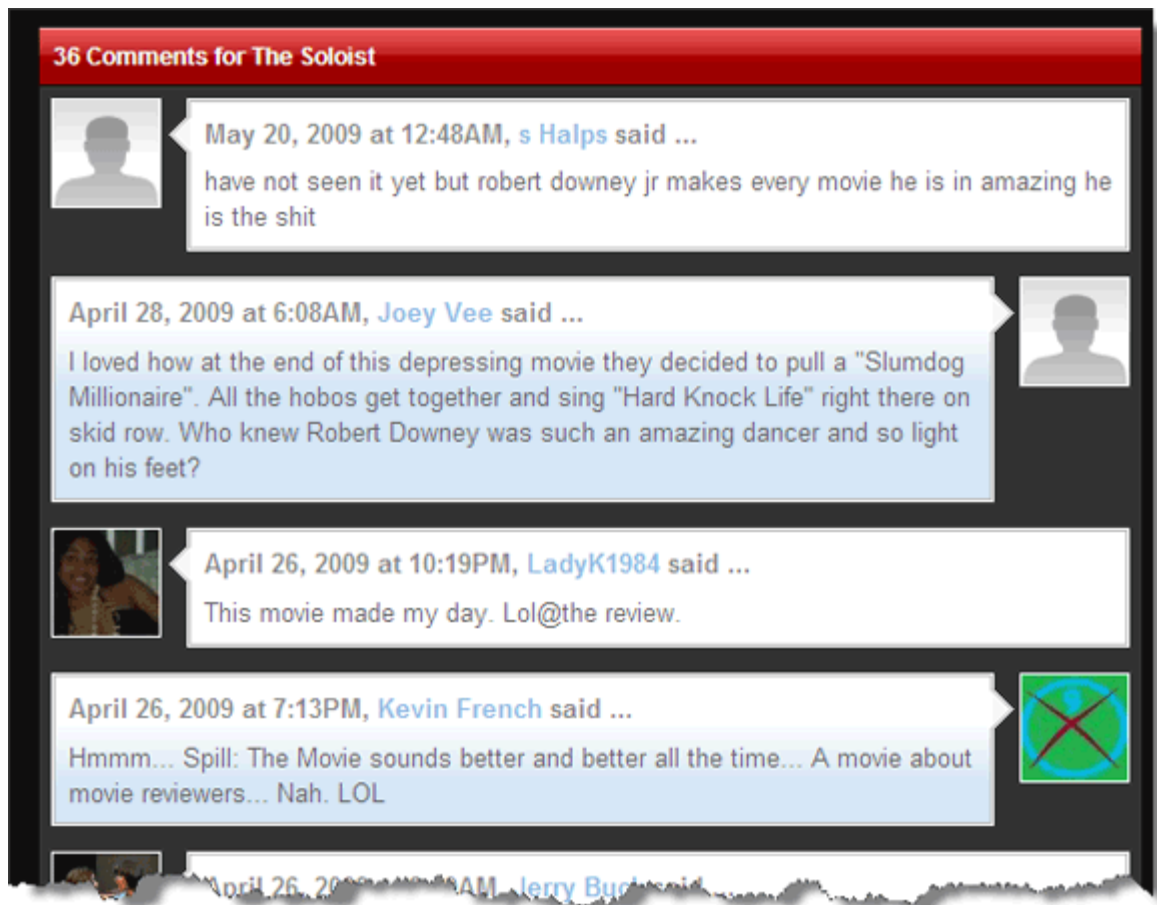 36 Comments for The Soloist
May 20, 2009 at 12:48AM, s Halps said ...
have not seen it yet but robert downey jr makes every movie he is in amazing he
is the shit
April 28, 2009 at 6:08AM, Joey Vee said ...
I loved how at the end of this depressing movie they decided to pull a "Slumdog
Millionaire". All the hobos get together and sing "Hard Knock Life" right there on
skid row. Who knew Robert Downey was such an amazing dancer and so light
on his feet?
April 26, 2009 at 10:19PM, LadyK1984 said ...
This movie made my day. Lol@the review.
April 26, 2009 at 7:13PM, Kevin French said ...
Hmmm... Spill: The Movie sounds better and better all the time... A movie about
movie reviewers... Nah. LOL
April 26, Jerry said